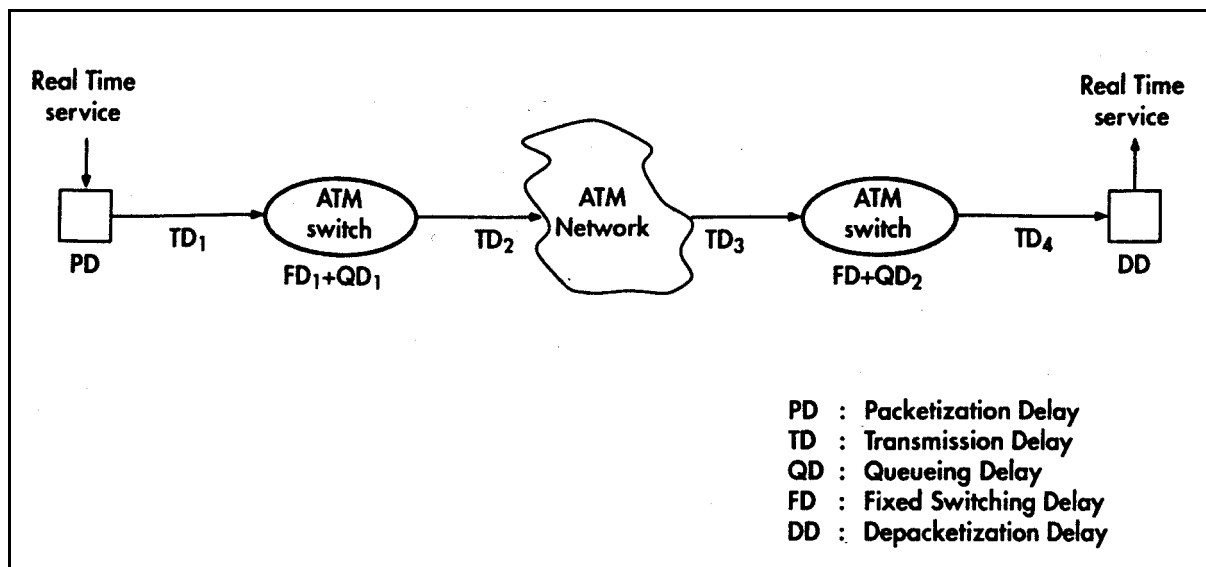 Real Time
service
Real Time
service
ATM
switch
ATM
Network
ATM
switch
TD₁
TD₂
TD₃
TD₄
PD
FD₁+QD₁
FD+QD₂
DD
PD : Packetization Delay
TD : Transmission Delay
QD : Queueing Delay
FD : Fixed Switching Delay
DD : Depacketization Delay